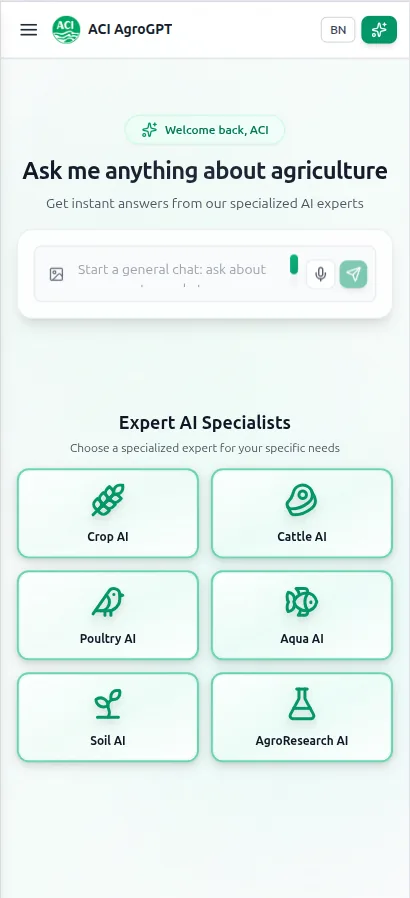 ACI
ACI AgroGPT
BN
Welcome back, ACI
Ask me anything about agriculture
Get instant answers from our specialized AI experts
Start a general chat: ask about
Expert AI Specialists
Choose a specialized expert for your specific needs
Crop AI
Cattle AI
Poultry AI
Aqua AI
Soil AI
AgroResearch AI